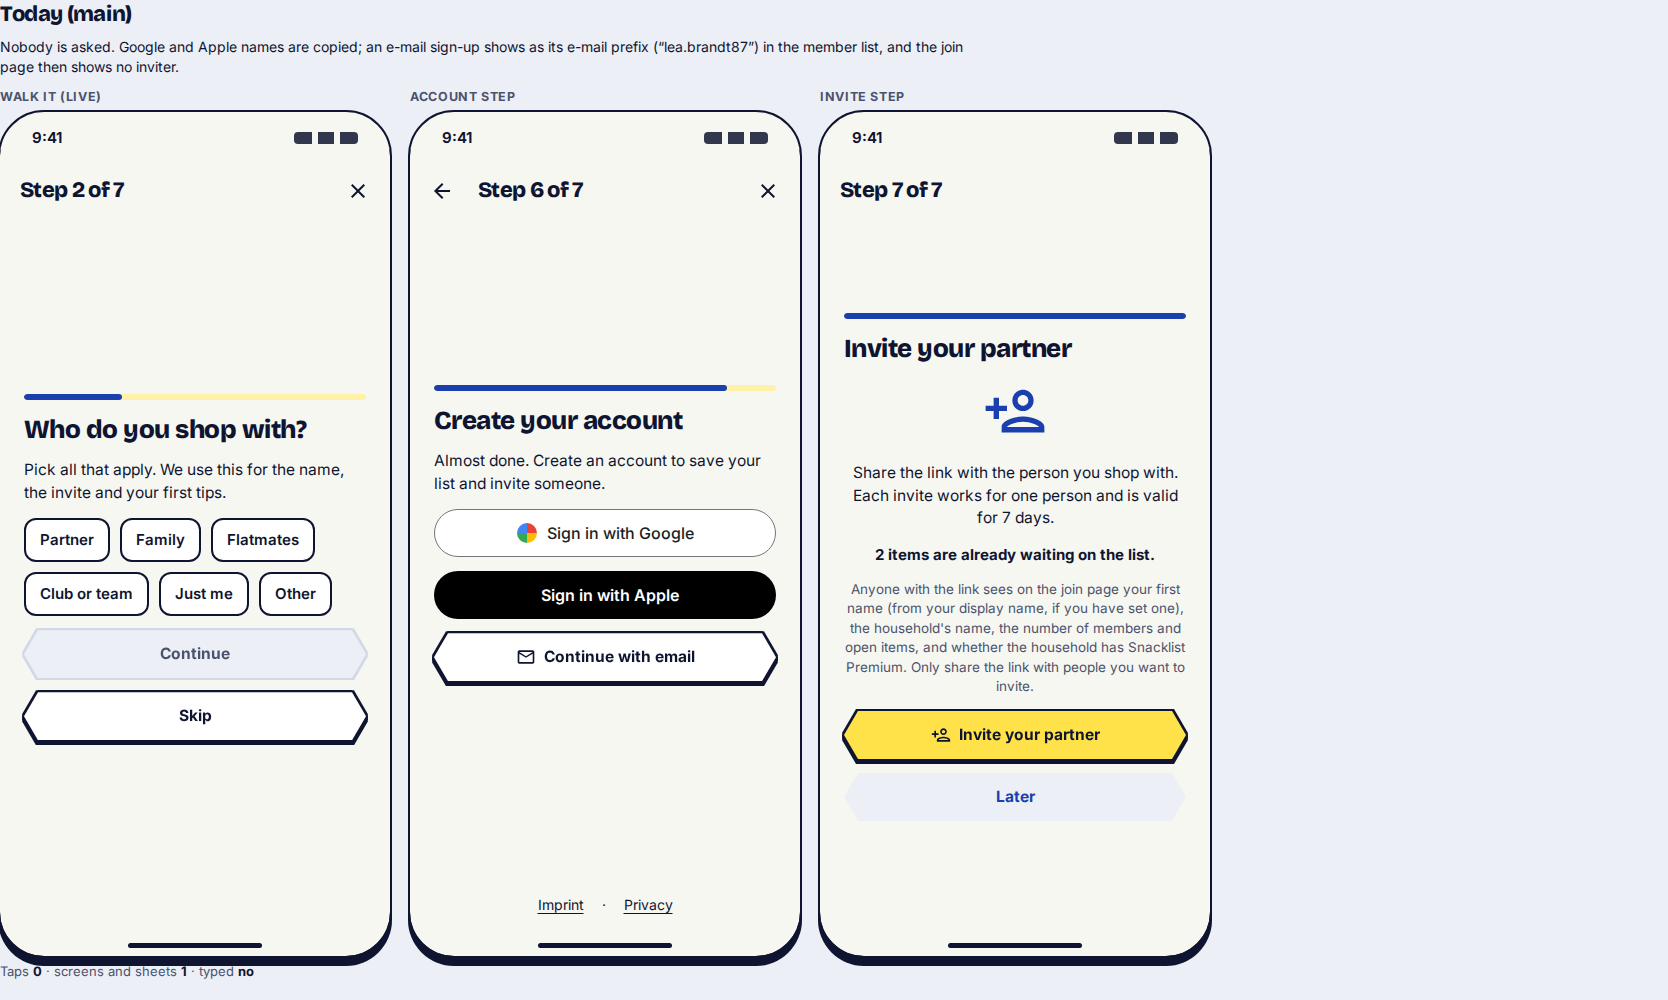 Today (main)
Nobody is asked. Google and Apple names are copied; an e-mail sign-up shows as its e-mail prefix (“lea.brandt87”) in the member list, and the join
page then shows no inviter.
WALK IT (LIVE)
9:41
Step 2 of 7
Who do you shop with?
Pick all that apply. We use this for the name,
the invite and your first tips.
Partner
Family
Flatmates
Club or team
Just me
Other
Continue
Skip
Taps 0 · screens and sheets 1 · typed no
ACCOUNT STEP
9:41
Step 6 of 7
Create your account
Almost done. Create an account to save your
list and invite someone.
Sign in with Google
Sign in with Apple
Continue with email
Imprint · Privacy
INVITE STEP
9:41
Step 7 of 7
Invite your partner
Share the link with the person you shop with.
Each invite works for one person and is valid
for 7 days.
2 items are already waiting on the list.
Anyone with the link sees on the join page your first
name (from your display name, if you have set one),
the household's name, the number of members and
open items, and whether the household has Snacklist
Premium. Only share the link with people you want to
invite.
Invite your partner
Later